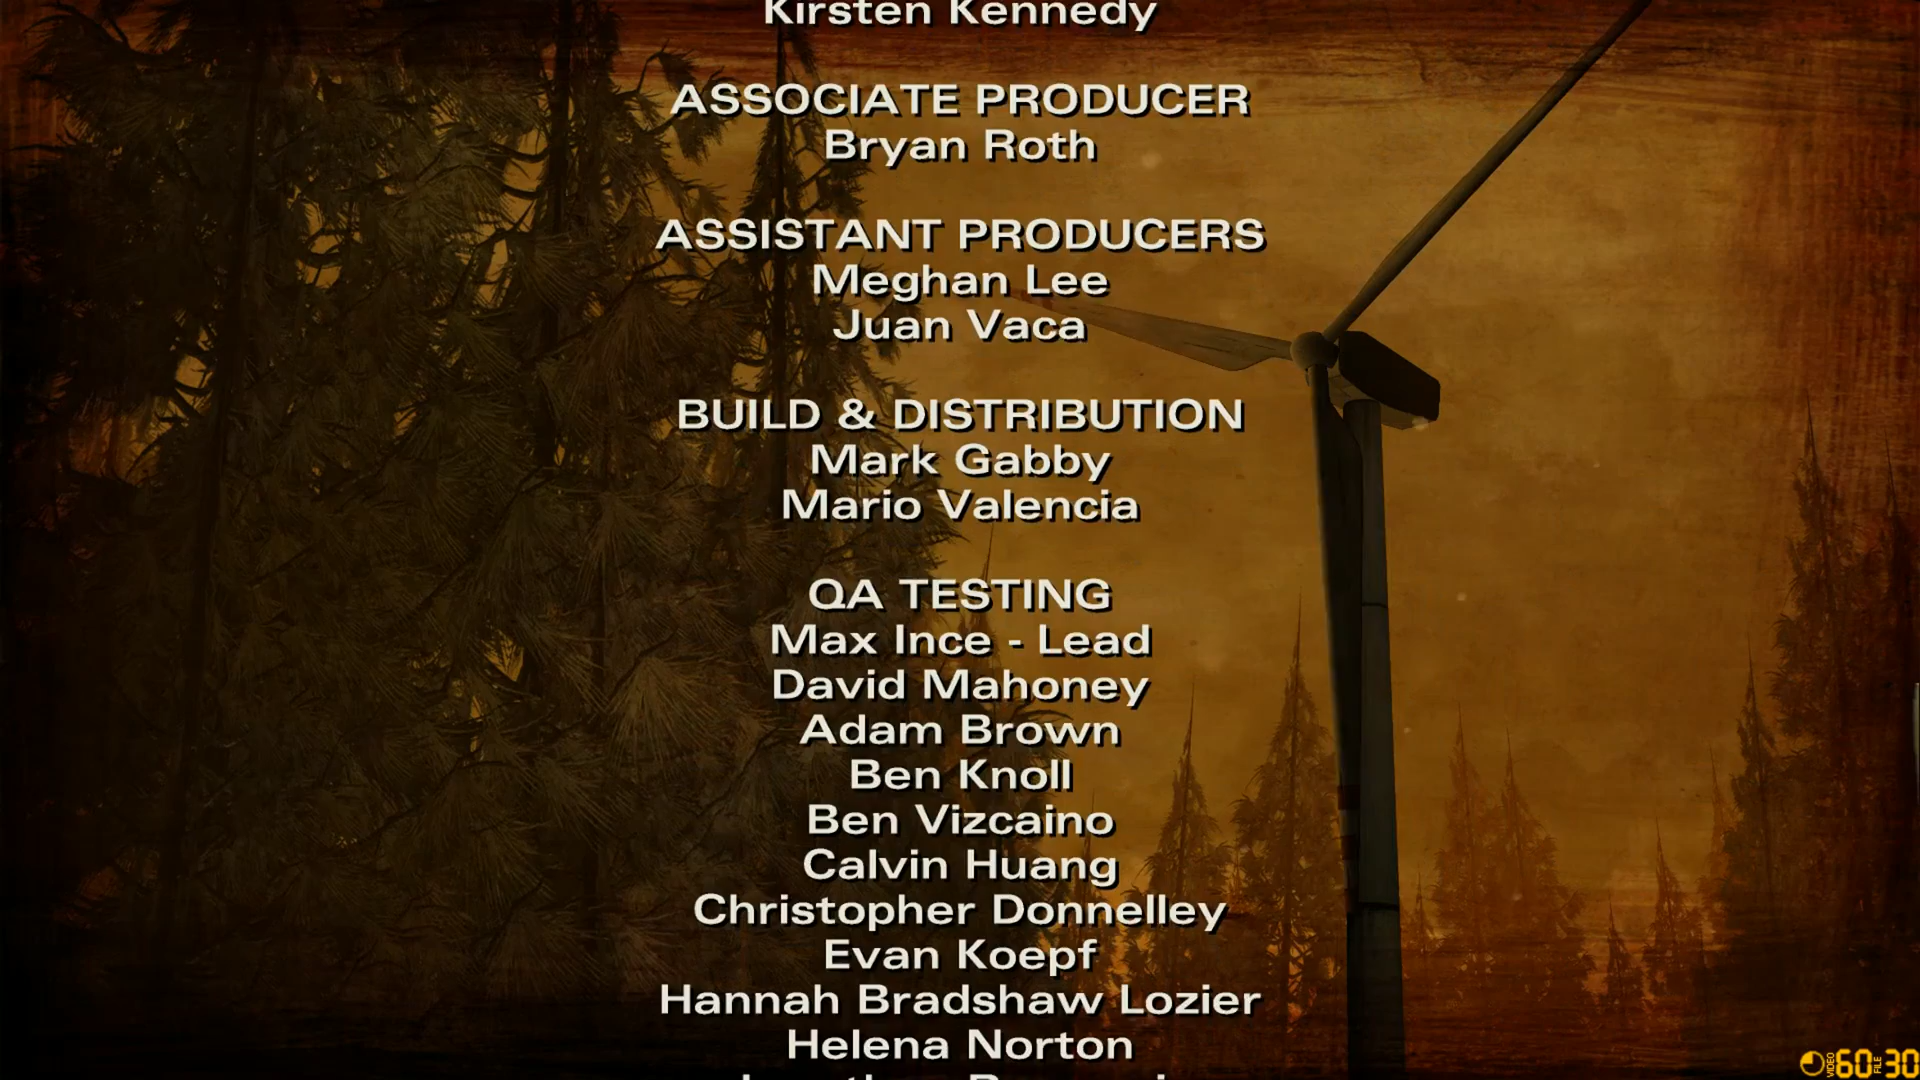 Kirsten Kennedy
ASSOCIATE PRODUCER
Bryan Roth
ASSISTANT PRODUCERS
Meghan Lee
Juan Vaca
BUILD & DISTRIBUTION
Mark Gabby
Mario Valencia
QA TESTING
Max Ince - Lead
David Mahoney
Adam Brown
Ben Knoll
Ben Vizcaino
Calvin Huang
Christopher Donnelley
Evan Koepf
Hannah Bradshaw Lozier
Helena Norton
VIDEO 60 FILE 30